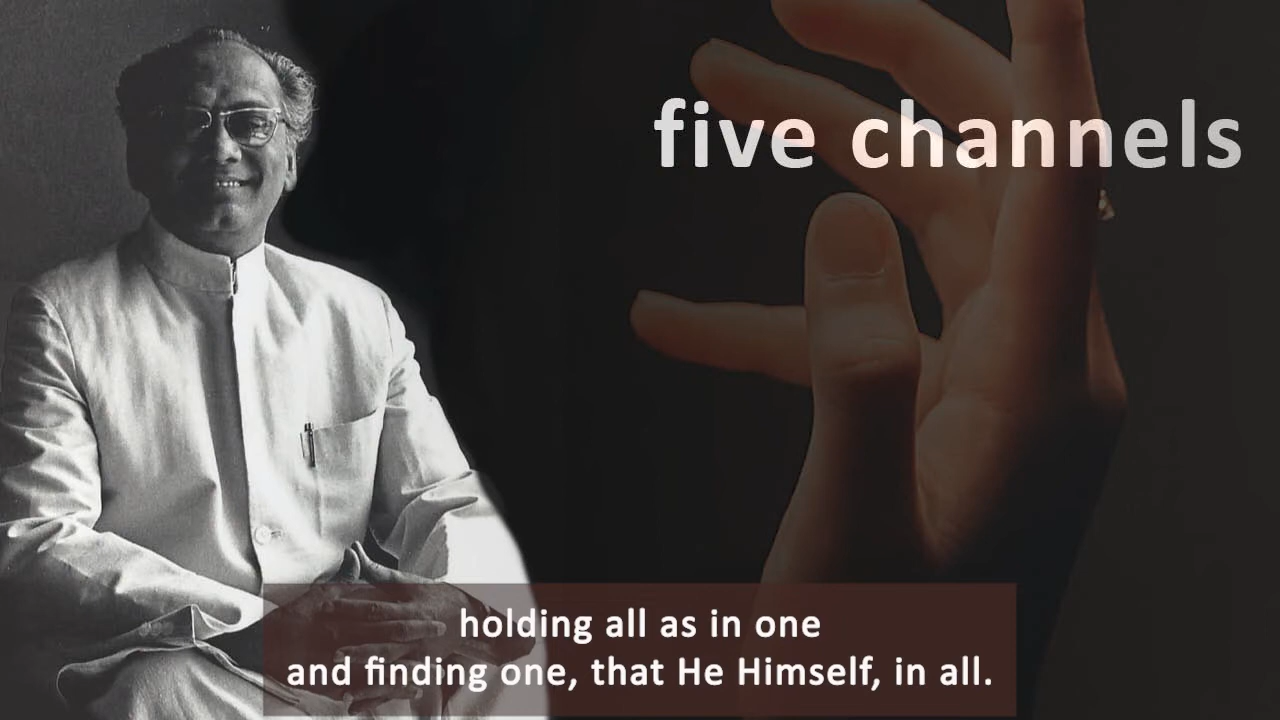 five channels
holding all as in one
and finding one, that He Himself, in all.